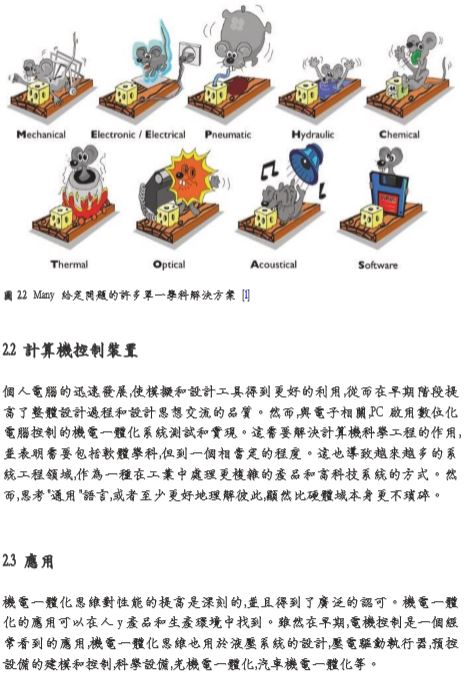 Mechanical Electronic / Electrical Pneumatic Hydraulic Chemical
Thermal Optical Acoustical Software
圖 2.2 Many 給定問題的許多單一學科解決方案 [1]
2.2 計算機控制裝置
個人電腦的迅速發展,使模擬和設計工具得到更好的利用,從而在早期階段提
高了整體設計過程和設計思想交流的品質。然而,與電子相關,PC 啟用數位化
電腦控制的機電一體化系統測試和實現。這需要解決計算機科學工程的作用,
並表明需要包括軟體學科,但到一個相當定的程度。這也導致越來越多的系
統工程領域,作為一種在工業中處理更複雜的產品和高科技系統的方式。然
而,思考"通用"語言,或者至少更好地理解彼此,顯然比硬體域本身更不瑣碎。
2.3 應用
機電一體化思維對性能的提高是深刻的,並且得到了廣泛的認可。機電一體
化的應用可以在人 y 產品和生產環境中找到。雖然在早期,電機控制是一個經
常看到的應用,機電一體化思維也用於液壓系統的設計,壓電驅動執行器,預控
設備的建模和控制,科學設備,光機電一體化,汽車機電一體化等。